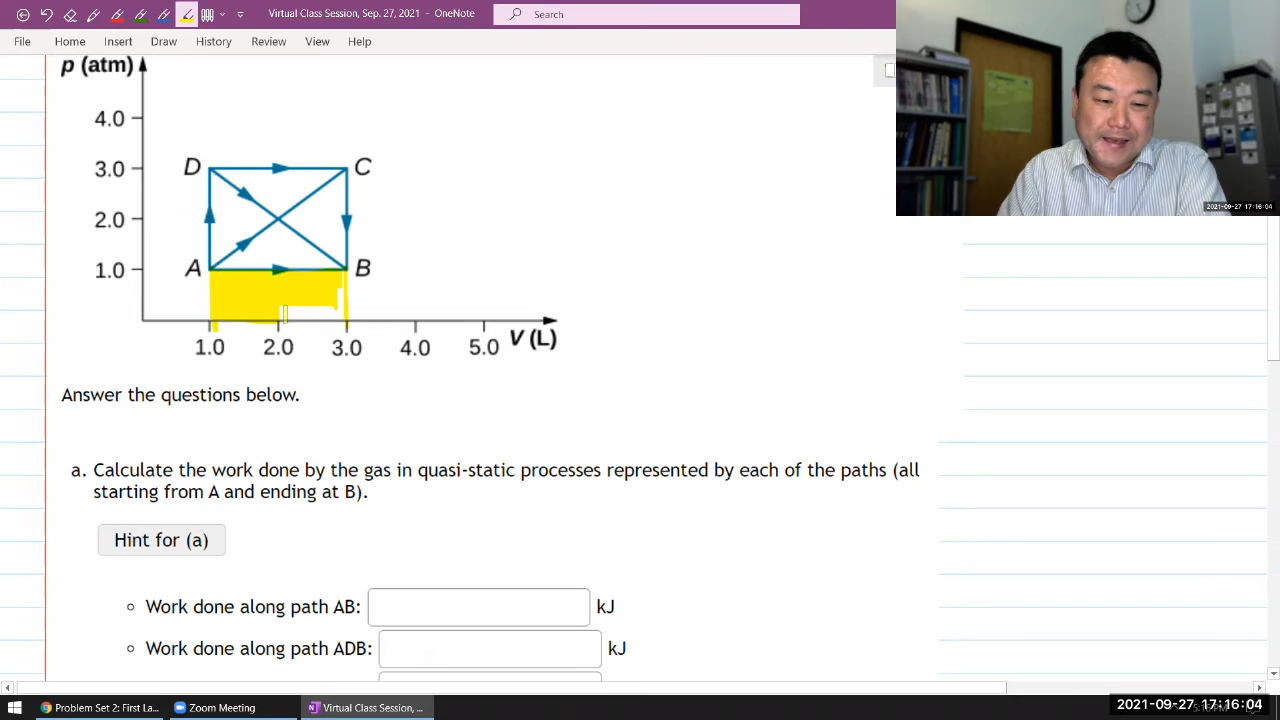 Virtual Class Session, Sep. 27, 2021 - OneNote
Search
File Home Insert Draw History Review View Help
p (atm)
4.0
3.0
2.0
1.0
D
C
A
B
1.0 2.0 3.0 4.0 5.0 V (L)
2021-09-27 17:16:04
Answer the questions below.
a. Calculate the work done by the gas in quasi-static processes represented by each of the paths (all
starting from A and ending at B).
Hint for (a)
Work done along path AB: kJ
Work done along path ADB: kJ
Problem Set 2: First La... Zoom Meeting Virtual Class Session, ...
2021-09-27 17:16:04